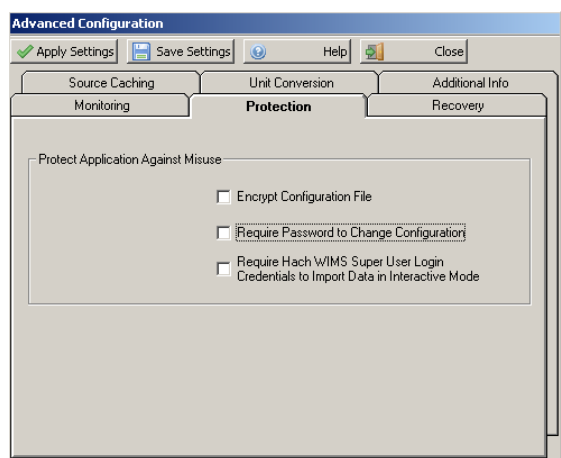 Advanced Configuration
Apply Settings Save Settings Help Close
Source Caching Unit Conversion Additional Info
Monitoring Protection Recovery
Protect Application Against Misuse
Encrypt Configuration File
Require Password to Change Configuration
Require Hach WIMS Super User Login
Credentials to Import Data in Interactive Mode